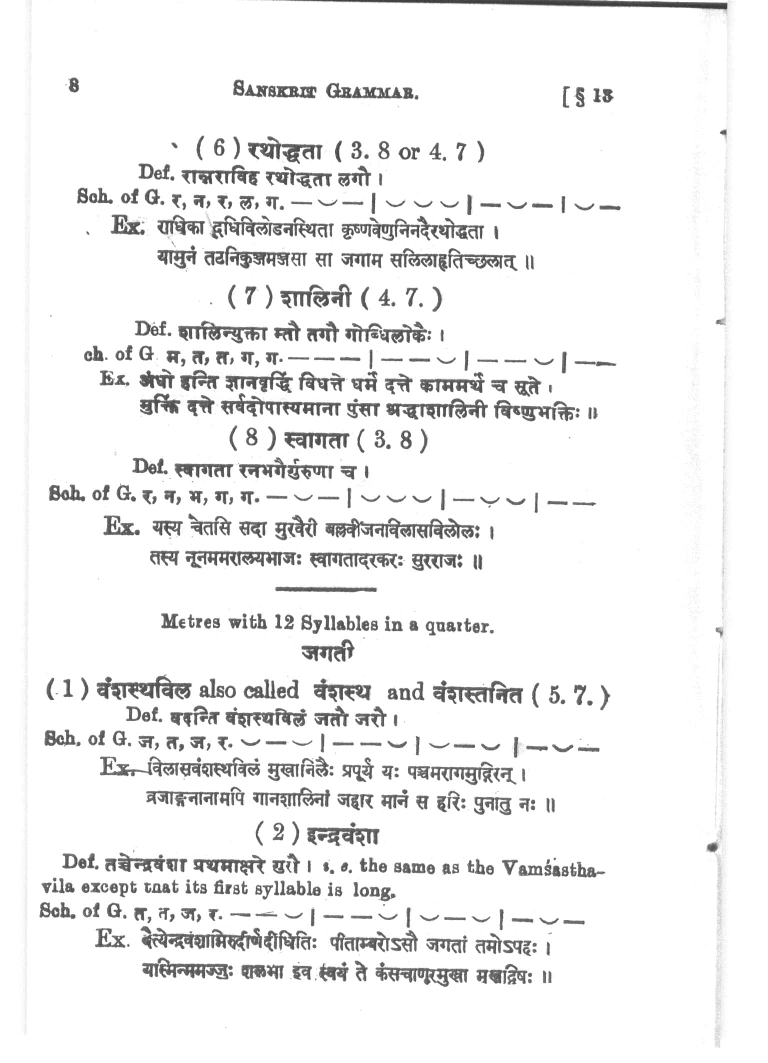 8 SANSKRIT GRAMMAR. [ § 13
( 6 ) रथोद्धता ( 3. 8 or 4. 7 )
Def. रान्नराविह रथोद्धता लगौ ।
Sch. of G. र, न, र, ल, ग. — ⏑ — | ⏑ ⏑ ⏑ | — ⏑ — | ⏑ —
Ex. राधिका दधिविलोडनस्थिता कृष्णवेणुनिनदैरथोद्धता ।
यामुनं तटनिकुञ्जमञ्जसा सा जगाम सलिलाहृतिच्छलात् ॥
( 7 ) शालिनी ( 4. 7. )
Def. शालिन्युक्ता म्तौ तगौ गोब्धिलोकैः ।
ch. of G म, त, त, ग, ग. — — — | — — ⏑ | — — ⏑ | — —
Ex. अंघो हन्ति ज्ञानवृद्धिं विधत्ते धर्मं दत्ते काममर्थं च सूते ।
मुक्तिं दत्ते सर्वदोपास्यमाना पुंसां श्रद्धाशालिनी विष्णुभक्तिः ॥
( 8 ) स्वागता ( 3. 8 )
Def. स्वागता रनभगैर्गुरुणा च ।
Sch. of G. र, न, भ, ग, ग. — ⏑ — | ⏑ ⏑ ⏑ | — ⏑ ⏑ | — —
Ex. यस्य चेतसि सदा मुरवैरी बल्लवीजनविलासविलोलः ।
तस्य नूनममरालयभाजः स्वागतादरकरः सुरराजः ॥
Metres with 12 Syllables in a quarter.
जगती
( 1 ) वंशस्थविल also called वंशस्थ and वंशस्तनित ( 5. 7. )
Def. वदन्ति वंशस्थविलं जतौ जरौ ।
Sch. of G. ज, त, ज, र. ⏑ — ⏑ | — — ⏑ | ⏑ — ⏑ | — ⏑ —
Ex. विलासवंशस्थविलं मुखानिलैः प्रपूर्य यः पञ्चमरागमुद्गिरन् ।
व्रजाङ्गनानामपि गानशालिनां जहार मानं स हरिः पुनातु नः ॥
( 2 ) इन्द्रवंशा
Def. तच्चेन्द्रवंशा प्रथमाक्षरे गुरौ । i. e. the same as the Vamśastha-
vila except that its first syllable is long.
Sch. of G. त, त, ज, र. — — ⏑ | — — ⏑ | ⏑ — ⏑ | — ⏑ —
Ex. दैत्येन्द्रवंशाग्निरुदीर्णदीधितिः पीताम्बरोऽसौ जगतां तमोऽपहः ।
यस्मिन्ममज्जुः शलभा इव स्वयं ते कंसचाणूरमुखा मखद्विषः ॥